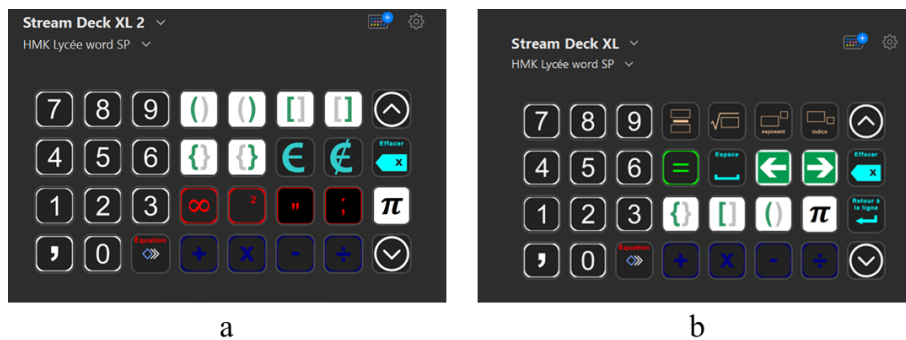 Stream Deck XL 2
HMK Lycée word SP
7 8 9 () () [] [] 
Effacer
4 5 6 {} {} ∈ ∉ x
1 2 3 ∞ 2 " ; π
Équation
, 0 + x - ÷
a
Stream Deck XL
HMK Lycée word SP
7 8 9 √ exposant indice
Espace Effacer
4 5 6 = ← → x
Retour à
la ligne
1 2 3 {} [] () π
Équation
, 0 + x - ÷
b